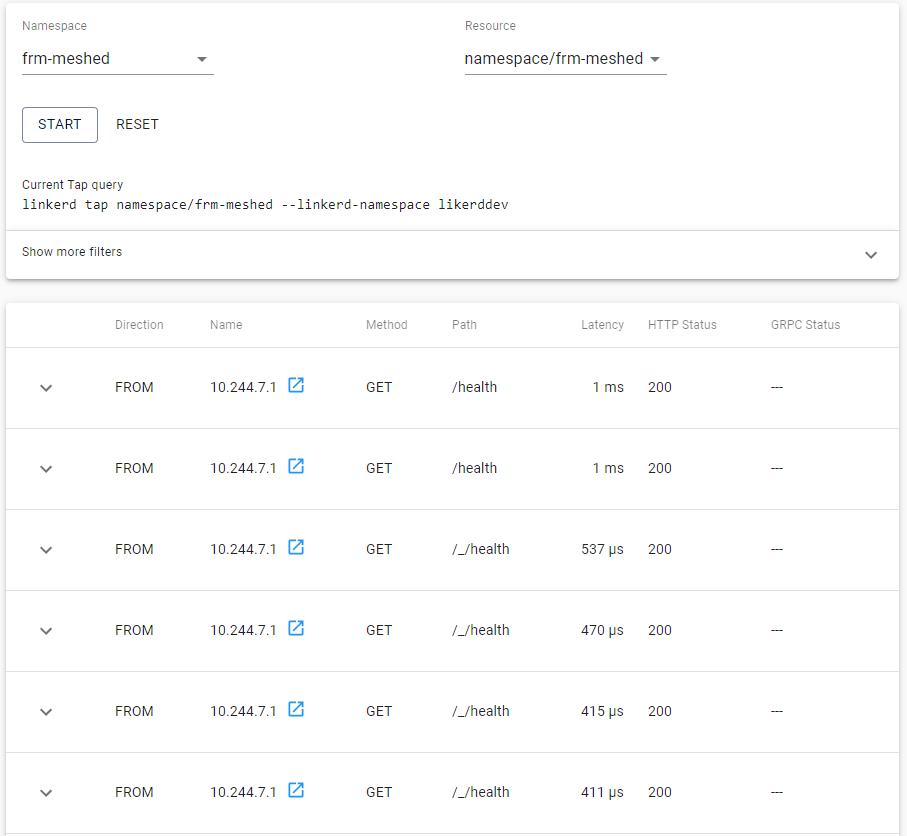 Namespace Resource
frm-meshed namespace/frm-meshed
START RESET
Current Tap query
linkerd tap namespace/frm-meshed --linkerd-namespace likerddev
Show more filters
Direction Name Method Path Latency HTTP Status GRPC Status
FROM 10.244.7.1 GET /health 1 ms 200 ---
FROM 10.244.7.1 GET /health 1 ms 200 ---
FROM 10.244.7.1 GET /_/health 537 µs 200 ---
FROM 10.244.7.1 GET /_/health 470 µs 200 ---
FROM 10.244.7.1 GET /_/health 415 µs 200 ---
FROM 10.244.7.1 GET /_/health 411 µs 200 ---